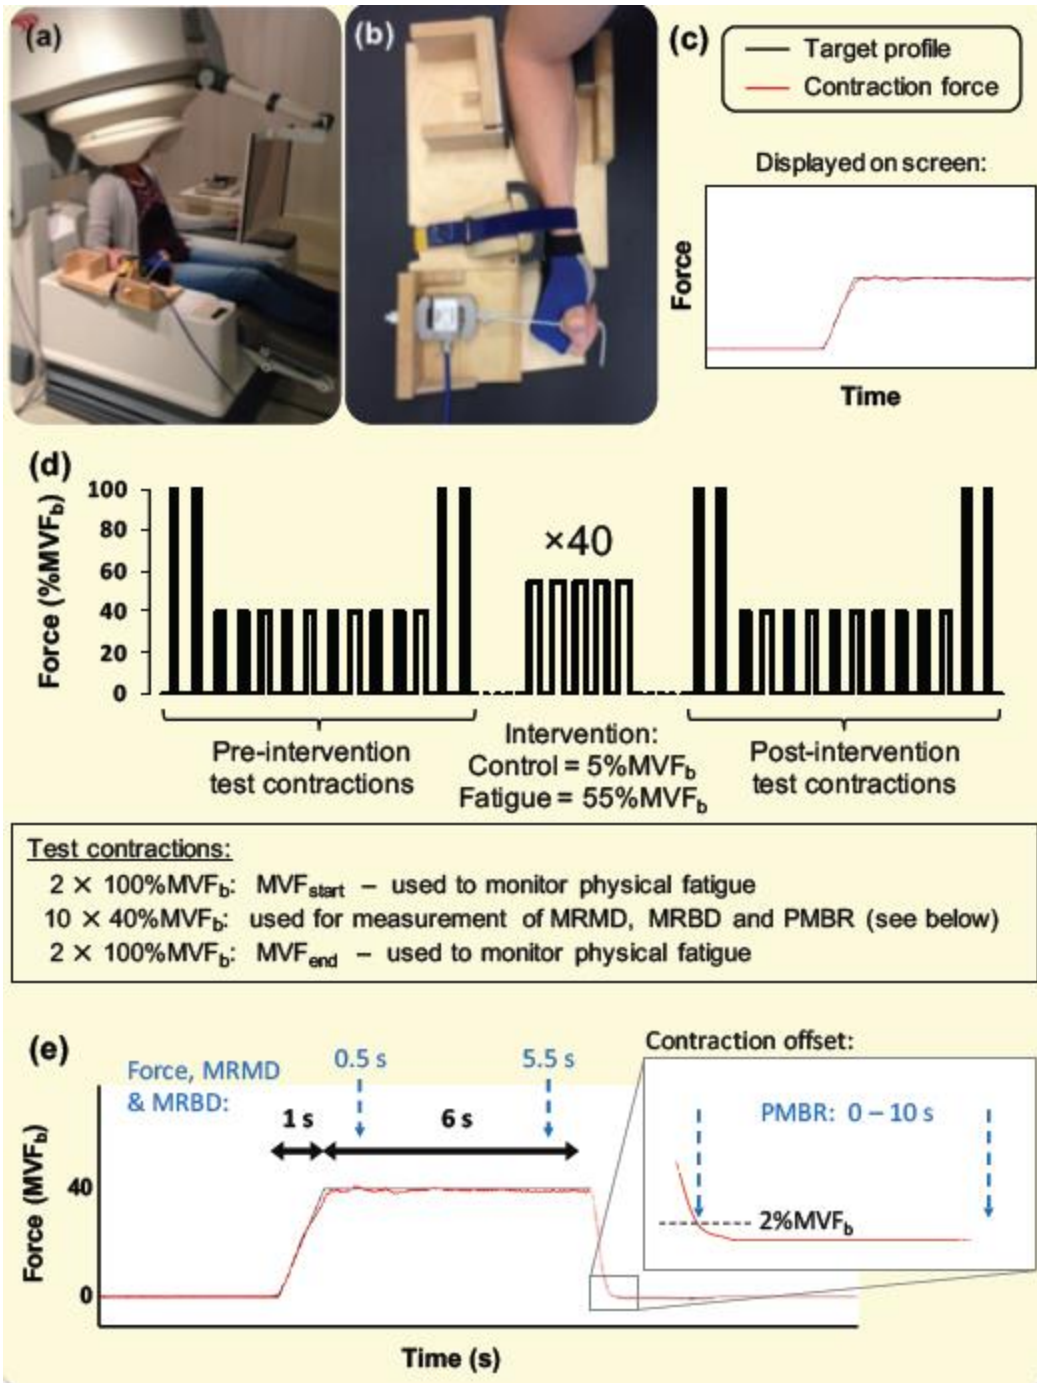 (a)
(b)
(c)
Target profile
Contraction force
Displayed on screen:
Force
Time
(d)
Force (%MVFb)
100
80
60
40
20
0
×40
Pre-intervention
test contractions
Intervention:
Control = 5%MVFb
Fatigue = 55%MVFb
Post-intervention
test contractions
Test contractions:
2 × 100%MVFb: MVFstart – used to monitor physical fatigue
10 × 40%MVFb: used for measurement of MRMD, MRBD and PMBR (see below)
2 × 100%MVFb: MVFend – used to monitor physical fatigue
(e)
Force, MRMD
& MRBD:
0.5 s
5.5 s
1 s
6 s
Force (MVFb)
40
0
Time (s)
Contraction offset:
PMBR: 0 – 10 s
2%MVFb